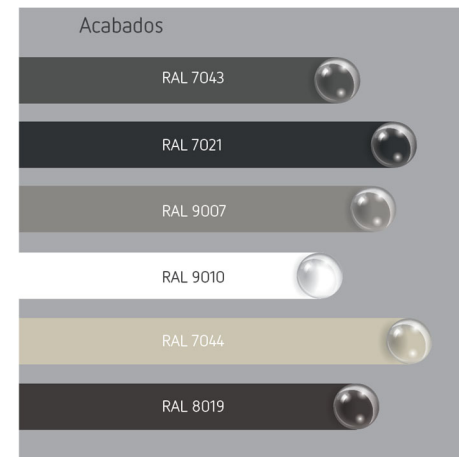 Acabados
RAL 7043
RAL 7021
RAL 9007
RAL 9010
RAL 7044
RAL 8019